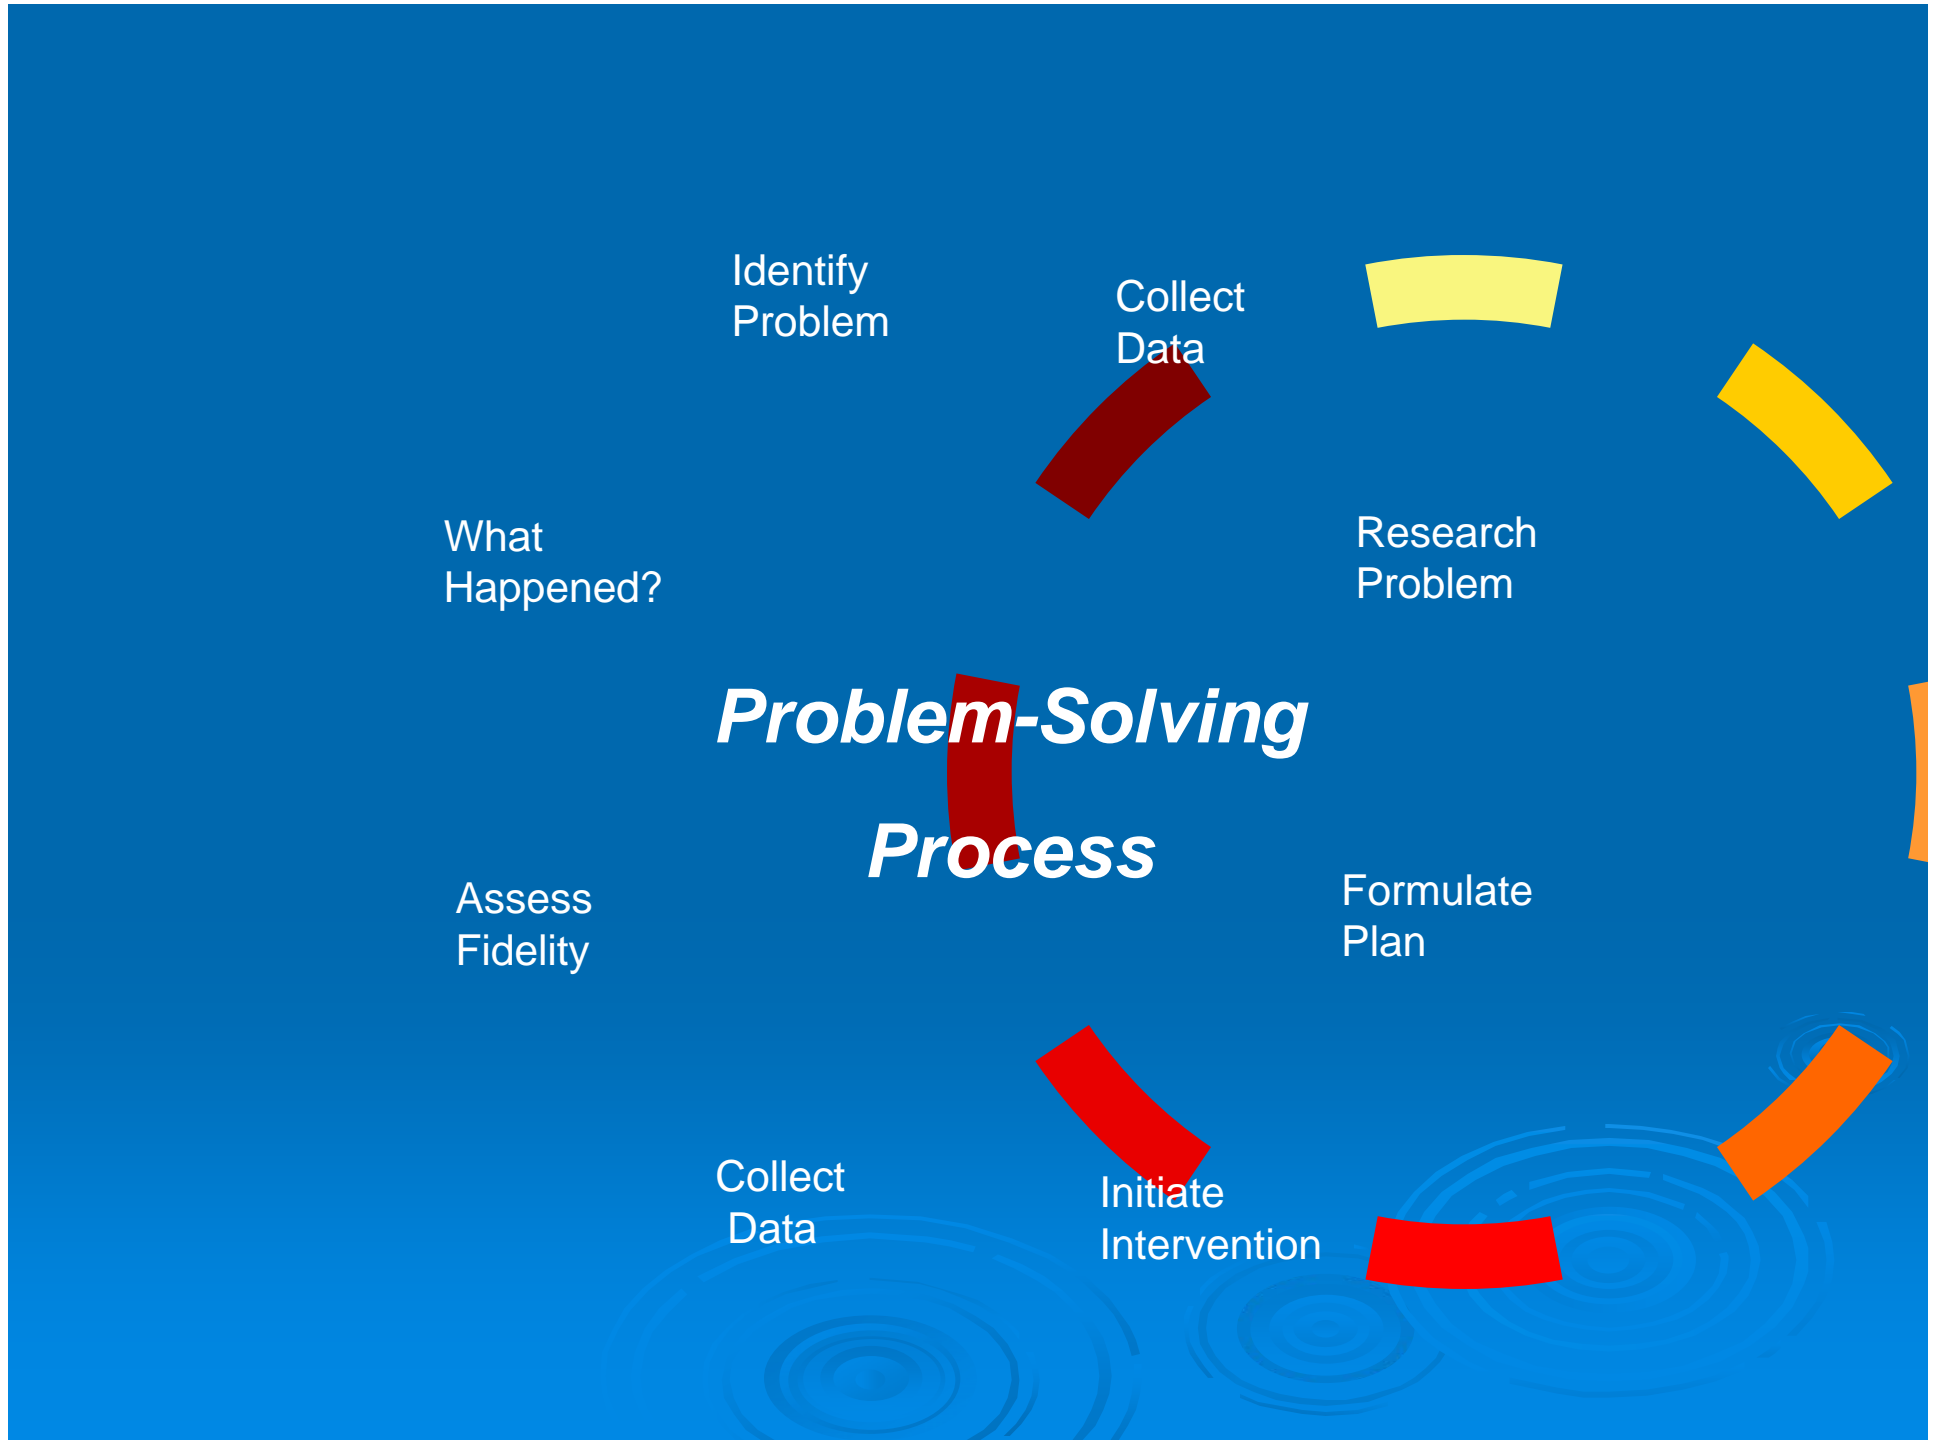 Identify
Problem
Collect
Data
What
Happened?
Research
Problem
Problem-Solving
Process
Assess
Fidelity
Formulate
Plan
Collect
Data
Initiate
Intervention